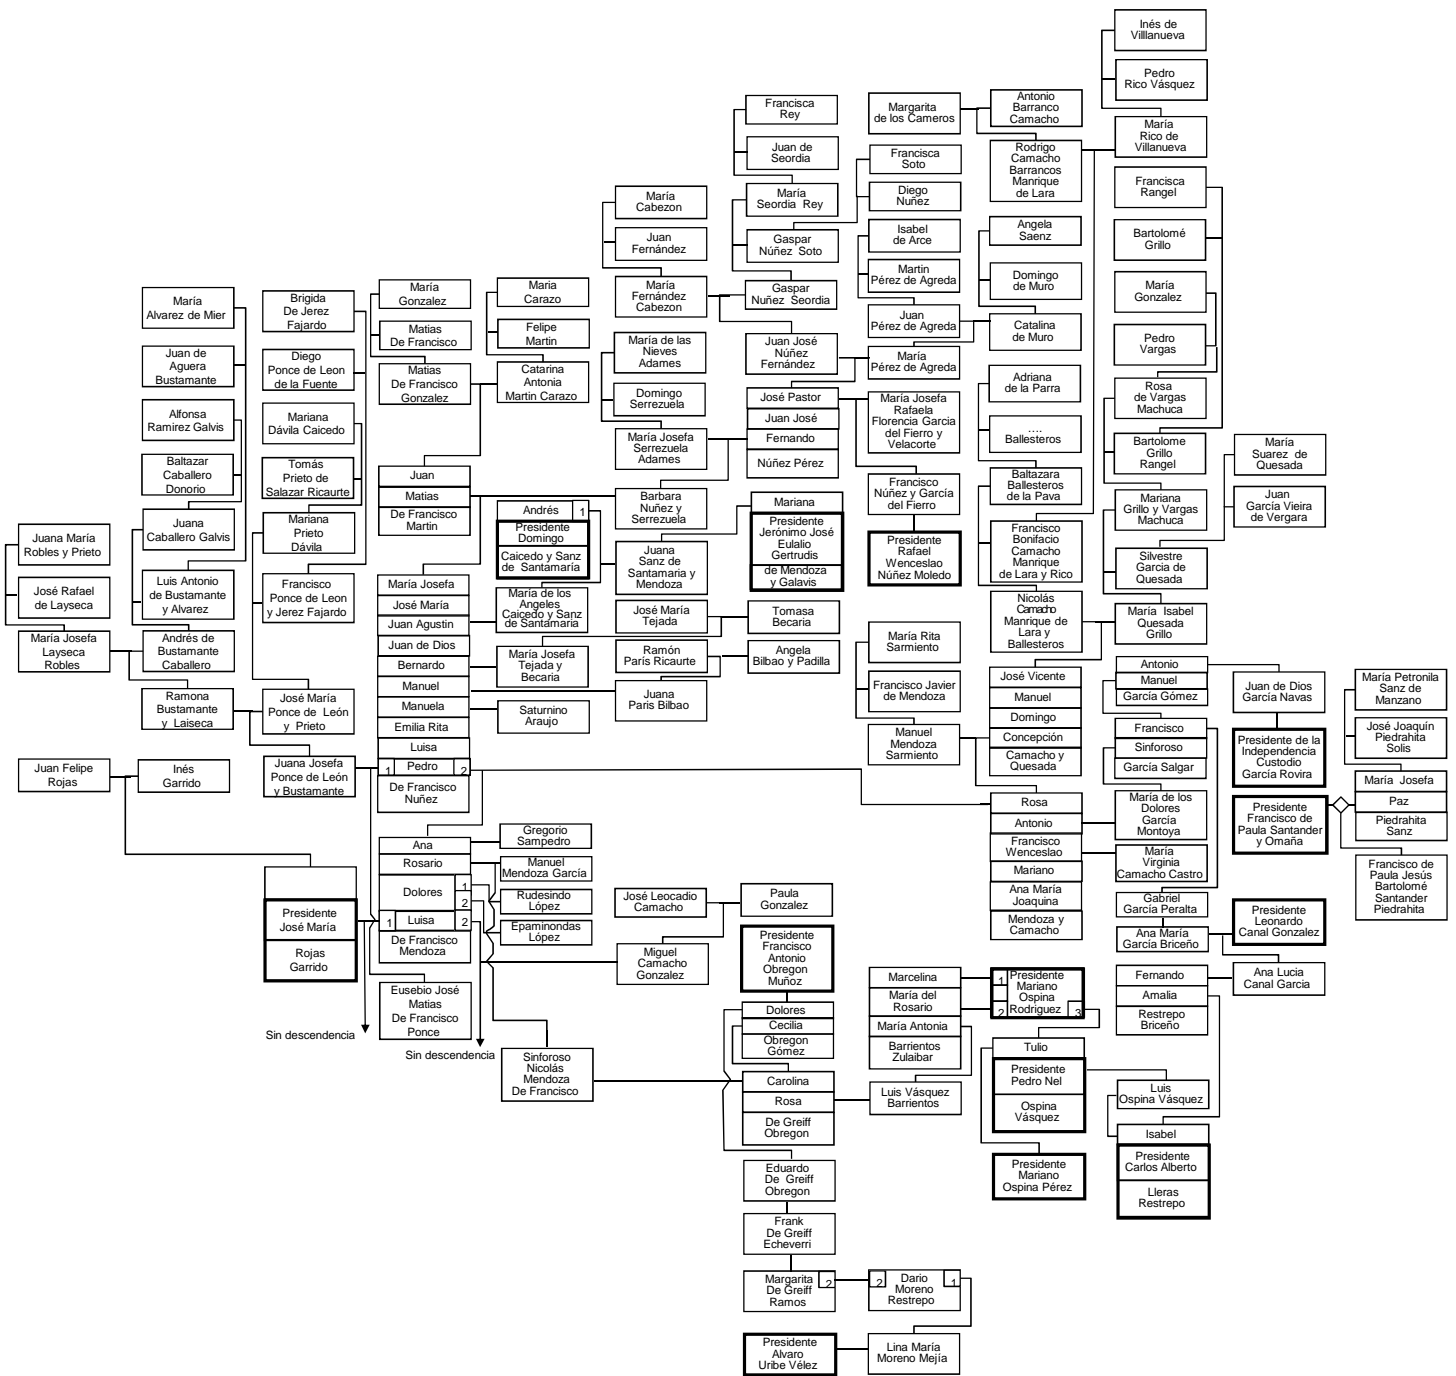 Inés de
Villlanueva
Pedro
Rico Vásquez
María
Rico de
Villanueva
Francisca
Rey
Juan de
Seordia
María
Seordia Rey
Gaspar
Núñez Soto
Gaspar
Nuñez Seordia
Margarita
de los Cameros
Antonio
Barranco
Camacho
Rodrigo
Camacho
Barrancos
Manrique
de Lara
Francisca
Soto
Diego
Nuñez
Isabel
de Arce
Martin
Pérez de Agreda
Juan
Pérez de Agreda
María
Pérez de Agreda
Angela
Saenz
Domingo
de Muro
Catalina
de Muro
Francisca
Rangel
Bartolomé
Grillo
María
Gonzalez
Pedro
Vargas
Rosa
de Vargas
Machuca
Bartolome
Grillo
Rangel
Mariana
Grillo y Vargas
Machuca
María
Suarez de
Quesada
Juan
García Vieira
de Vergara
Silvestre
Garcia de
Quesada
María Isabel
Quesada
Grillo
María
Cabezon
Juan
Fernández
María
Fernández
Cabezon
Juan José
Núñez
Fernández
María
Alvarez de Mier
Juan de
Aguera
Bustamante
Alfonsa
Ramirez Galvis
Baltazar
Caballero
Donorio
Juana
Caballero Galvis
Luis Antonio
de Bustamante
y Alvarez
Andrés de
Bustamante
Caballero
Brigida
De Jerez
Fajardo
Diego
Ponce de Leon
de la Fuente
Mariana
Dávila Caicedo
Tomás
Prieto de
Salazar Ricaurte
Mariana
Prieto
Dávila
Francisco
Ponce de Leon
y Jerez Fajardo
María
Gonzalez
Matias
De Francisco
Matias
De Francisco
Gonzalez
Maria
Carazo
Felipe
Martin
Catarina
Antonia
Martin Carazo
María de las
Nieves
Adames
Domingo
Serrezuela
María Josefa
Serrezuela
Adames
José Pastor
Juan José
Fernando
Núñez Pérez
María Josefa
Rafaela
Florencia Garcia
del Fierro y
Velacorte
Francisco
Núñez y García
del Fierro
Presidente
Rafael
Wenceslao
Núñez Moledo
Adriana
de la Parra
....
Ballesteros
Baltazara
Ballesteros
de la Pava
Francisco
Bonifacio
Camacho
Manrique
de Lara y Rico
Nicolás
Camacho
Manrique de
Lara y
Ballesteros
Juan
Matias
De Francisco
Martin
Barbara
Nuñez y
Serrezuela
Andrés
1
Presidente
Domingo
Caicedo y Sanz
de Santamaría
Juana
Sanz de
Santamaria y
Mendoza
Mariana
Presidente
Jerónimo José
Eulalio
Gertrudis
de Mendoza
y Galavis
Juana María
Robles y Prieto
José Rafael
de Layseca
María Josefa
Layseca
Robles
Ramona
Bustamante
y Laiseca
José María
Ponce de León
y Prieto
María Josefa
José María
Juan Agustin
Juan de Dios
Bernardo
Manuel
Manuela
Emilia Rita
Luisa
1
Pedro
2
De Francisco
Nuñez
María de los
Angeles
Caicedo y Sanz
de Santamaria
María Josefa
Tejada y
Becaria
José María
Tejada
Tomasa
Becaria
Ramón
París Ricaurte
Angela
Bilbao y Padilla
Juana
Paris Bilbao
Saturnino
Araujo
María Rita
Sarmiento
Francisco Javier
de Mendoza
Manuel
Mendoza
Sarmiento
José Vicente
Manuel
Domingo
Concepción
Camacho y
Quesada
Antonio
Manuel
García Gómez
Francisco
Sinforoso
García Salgar
Juan de Dios
García Navas
Presidente de la
Independencia
Custodio
García Rovira
María Petronila
Sanz de
Manzano
José Joaquín
Piedrahita
Solis
María Josefa
Paz
Piedrahita
Sanz
Presidente
Francisco de
Paula Santander
y Omaña
Francisco de
Paula Jesús
Bartolomé
Santander
Piedrahita
Juan Felipe
Rojas
Inés
Garrido
Juana Josefa
Ponce de León
y Bustamante
Rosa
Antonio
Francisco
Wenceslao
Mariano
Ana María
Joaquina
Mendoza y
Camacho
María de los
Dolores
García
Montoya
María
Virginia
Camacho Castro
Gabriel
García Peralta
Ana María
García Briceño
Presidente
Leonardo
Canal Gonzalez
Ana Lucia
Canal Garcia
Ana
Rosario
Dolores
1
2
1
Luisa
2
De Francisco
Mendoza
Gregorio
Sampedro
Manuel
Mendoza García
Rudesindo
López
Epaminondas
López
Presidente
José María
Rojas
Garrido
José Leocadio
Camacho
Paula
Gonzalez
Miguel
Camacho
Gonzalez
Presidente
Francisco
Antonio
Obregon
Muñoz
Eusebio José
Matias
De Francisco
Ponce
Sin descendencia
Sin descendencia
Sinforoso
Nicolás
Mendoza
De Francisco
Dolores
Cecilia
Obregon
Gómez
Carolina
Rosa
De Greiff
Obregon
Marcelina
María del
Rosario
María Antonia
Barrientos
Zulaibar
Luis Vásquez
Barrientos
1
Presidente
Mariano
Ospina
Rodriguez
2
3
Fernando
Amalia
Restrepo
Briceño
Tulio
Presidente
Pedro Nel
Ospina
Vásquez
Luis
Ospina Vásquez
Isabel
Presidente
Carlos Alberto
Lleras
Restrepo
Presidente
Mariano
Ospina Pérez
Eduardo
De Greiff
Obregon
Frank
De Greiff
Echeverri
Margarita
De Greiff
Ramos
2
2
Dario
Moreno
Restrepo
1
Presidente
Alvaro
Uribe Vélez
Lina María
Moreno Mejía